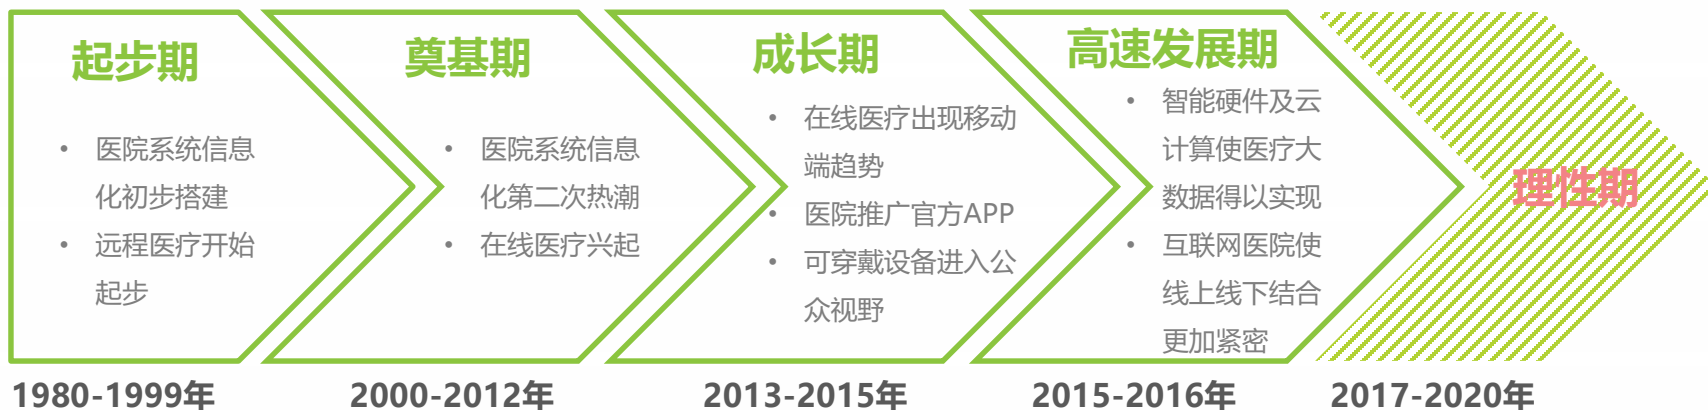 起步期
• 医院系统信息
化初步搭建
• 远程医疗开始
起步
奠基期
• 医院系统信息
化第二次热潮
• 在线医疗兴起
成长期
• 在线医疗出现移动
端趋势
• 医院推广官方APP
• 可穿戴设备进入公
众视野
高速发展期
• 智能硬件及云
计算使医疗大
数据得以实现
• 互联网医院使
线上线下结合
更加紧密
理性期
1980-1999年
2000-2012年
2013-2015年
2015-2016年
2017-2020年